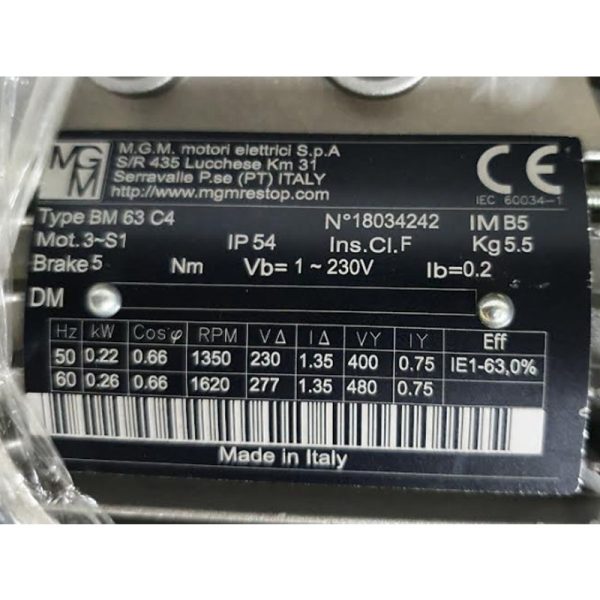 MGM
M.G.M. motori elettrici S.p.A
S/R 435 Lucchese Km 31
Serravalle P.se (PT) ITALY
http://www.mgmrestop.com
CE
IEC 60034-1
Type BM 63 C4 N°18034242 IM B5
Mot.3~S1 IP 54 Ins.Cl.F Kg 5.5
Brake 5 Nm Vb= 1~230V Ib=0.2
DM
Hz kW Cosφ RPM VΔ IΔ VY IY Eff
50 0.22 0.66 1350 230 1.35 400 0.75 IE1-63,0%
60 0.26 0.66 1620 277 1.35 480 0.75
Made in Italy